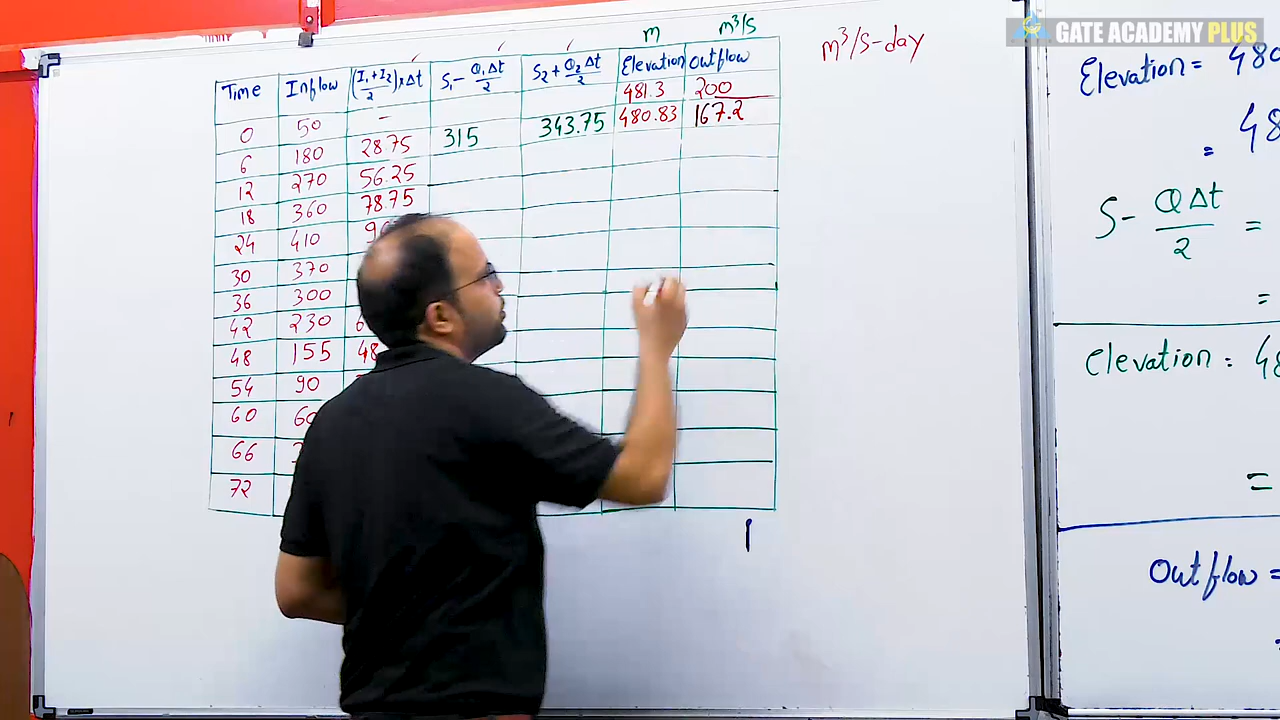 GATE ACADEMY PLUS
m m³/s
m³/s-day
Time Inflow (I₁+I₂/2)×Δt S₁ - Q₁Δt/2 S₂ + Q₂Δt/2 Elevation Outflow
481.3 200
0 50 - 480.83 167.2
6 180 28.75 315 343.75
12 270 56.25
18 360 78.75
24 410
30 370
36 300
42 230
48 155 48
54 90
60 60
66
72
Elevation = 480
=
S - QΔt/2 =
=
Elevation :
=
Outflow =